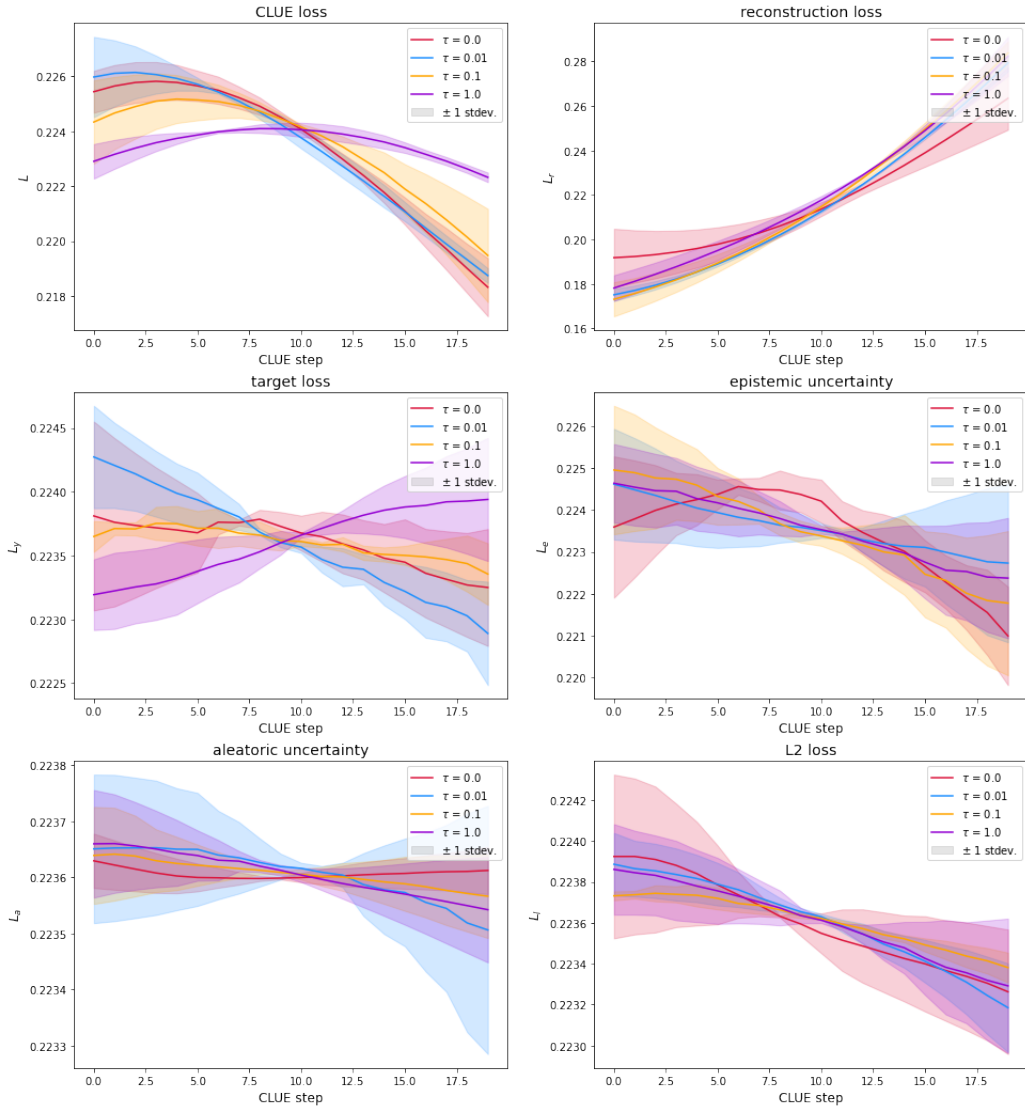 CLUE loss
L
0.226
0.224
0.222
0.220
0.218
τ = 0.0
τ = 0.01
τ = 0.1
τ = 1.0
± 1 stdev.
0.0 2.5 5.0 7.5 10.0 12.5 15.0 17.5
CLUE step
reconstruction loss
L_r
0.28
0.26
0.24
0.22
0.20
0.18
0.16
τ = 0.0
τ = 0.01
τ = 0.1
τ = 1.0
± 1 stdev.
0.0 2.5 5.0 7.5 10.0 12.5 15.0 17.5
CLUE step
target loss
L_y
0.2245
0.2240
0.2235
0.2230
0.2225
τ = 0.0
τ = 0.01
τ = 0.1
τ = 1.0
± 1 stdev.
0.0 2.5 5.0 7.5 10.0 12.5 15.0 17.5
CLUE step
epistemic uncertainty
L_e
0.226
0.225
0.224
0.223
0.222
0.221
0.220
τ = 0.0
τ = 0.01
τ = 0.1
τ = 1.0
± 1 stdev.
0.0 2.5 5.0 7.5 10.0 12.5 15.0 17.5
CLUE step
aleatoric uncertainty
L_a
0.2238
0.2237
0.2236
0.2235
0.2234
0.2233
τ = 0.0
τ = 0.01
τ = 0.1
τ = 1.0
± 1 stdev.
0.0 2.5 5.0 7.5 10.0 12.5 15.0 17.5
CLUE step
L2 loss
L_l
0.2242
0.2240
0.2238
0.2236
0.2234
0.2232
0.2230
τ = 0.0
τ = 0.01
τ = 0.1
τ = 1.0
± 1 stdev.
0.0 2.5 5.0 7.5 10.0 12.5 15.0 17.5
CLUE step